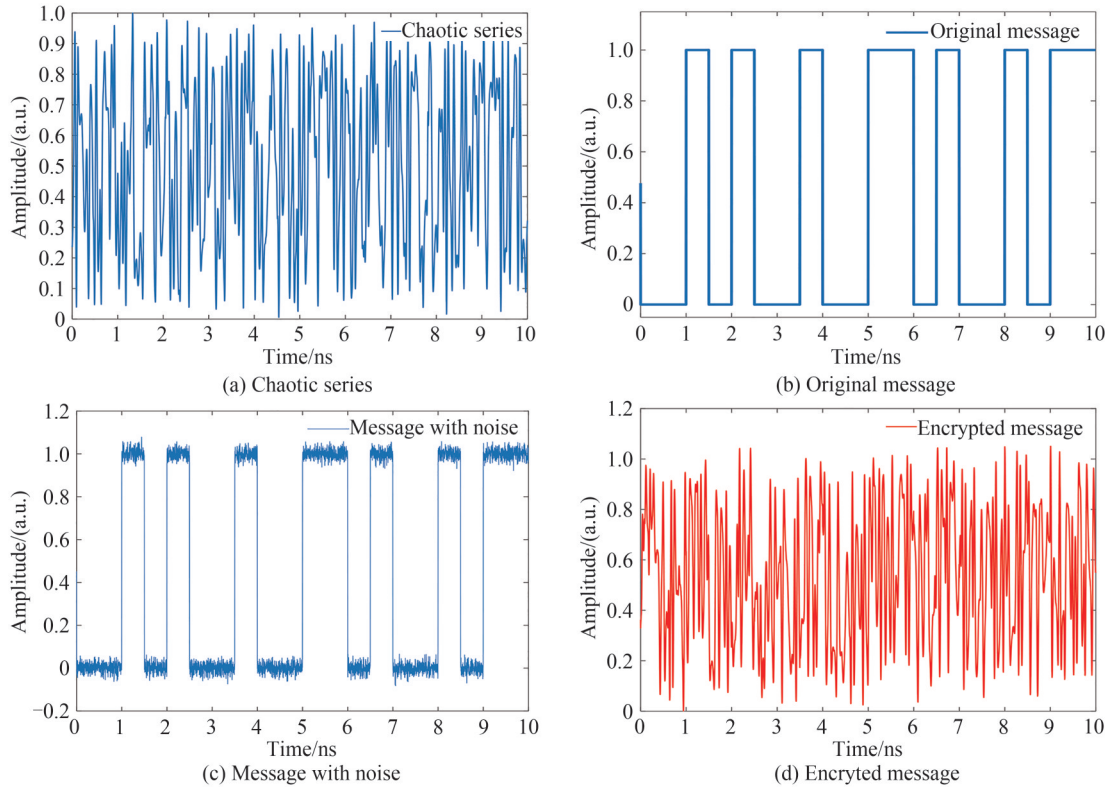 Chaotic series
1.0
0.9
0.8
0.7
0.6
0.5
0.4
0.3
0.2
0.1
0
Amplitude/(a.u.)
0 1 2 3 4 5 6 7 8 9 10
Time/ns
(a) Chaotic series
Original message
1.0
0.8
0.6
0.4
0.2
0
Amplitude/(a.u.)
0 1 2 3 4 5 6 7 8 9 10
Time/ns
(b) Original message
Message with noise
1.2
1.0
0.8
0.6
0.4
0.2
0
−0.2
Amplitude/(a.u.)
0 1 2 3 4 5 6 7 8 9 10
Time/ns
(c) Message with noise
Encrypted message
1.2
1.0
0.8
0.6
0.4
0.2
0
Amplitude/(a.u.)
0 1 2 3 4 5 6 7 8 9 10
Time/ns
(d) Encryted message